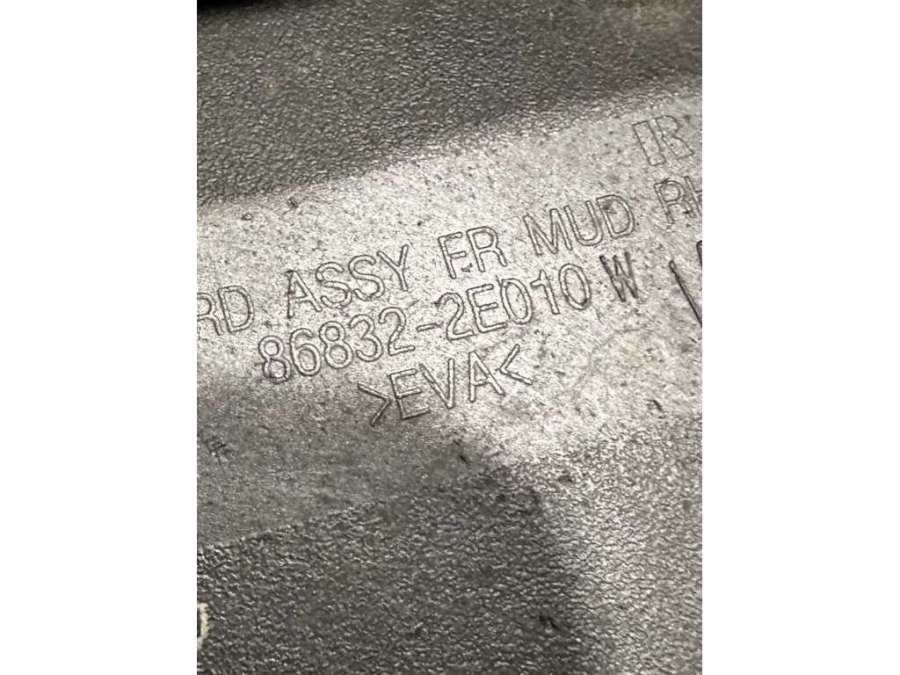 RD ASSY FR MUD RH
86832-2E010 W
>EVA<